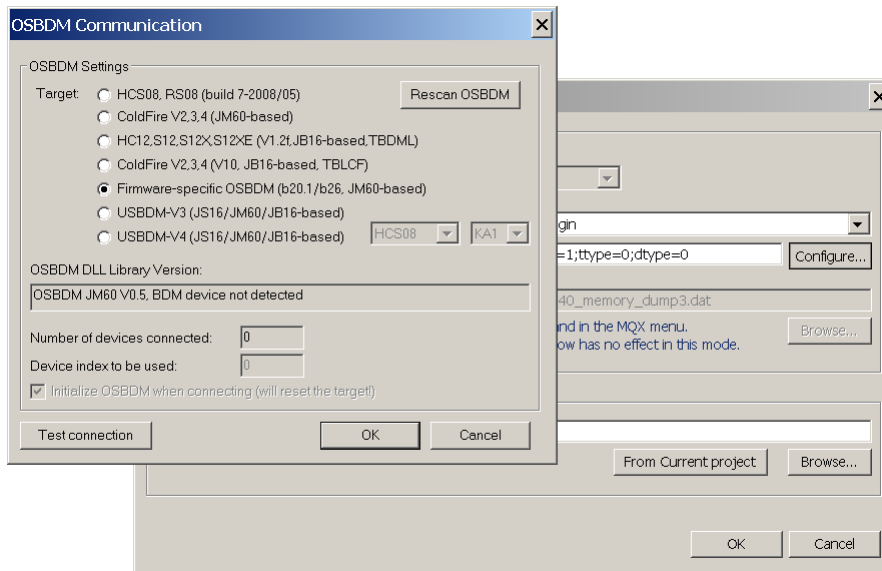 OSBDM Communication
OSBDM Settings
Target: HCS08, RS08 (build 7-2008/05)
Rescan OSBDM
ColdFire V2,3,4 (JM60-based)
HC12,S12,S12X,S12XE (V1.2f,JB16-based,TBDML)
ColdFire V2,3,4 (V10, JB16-based, TBLCF)
Firmware-specific OSBDM (b20.1/b26, JM60-based)
USBDM-V3 (JS16/JM60/JB16-based)
USBDM-V4 (JS16/JM60/JB16-based)
HCS08 KA1
OSBDM DLL Library Version:
OSBDM JM60 V0.5, BDM device not detected
Number of devices connected: 0
Device index to be used: 0
Initialize OSBDM when connecting (will reset the target!)
Test connection OK Cancel
gin
=1;ttype=0;dtype=0 Configure...
40_memory_dump3.dat
and in the MQX menu.
ow has no effect in this mode.
Browse...
From Current project Browse...
OK Cancel